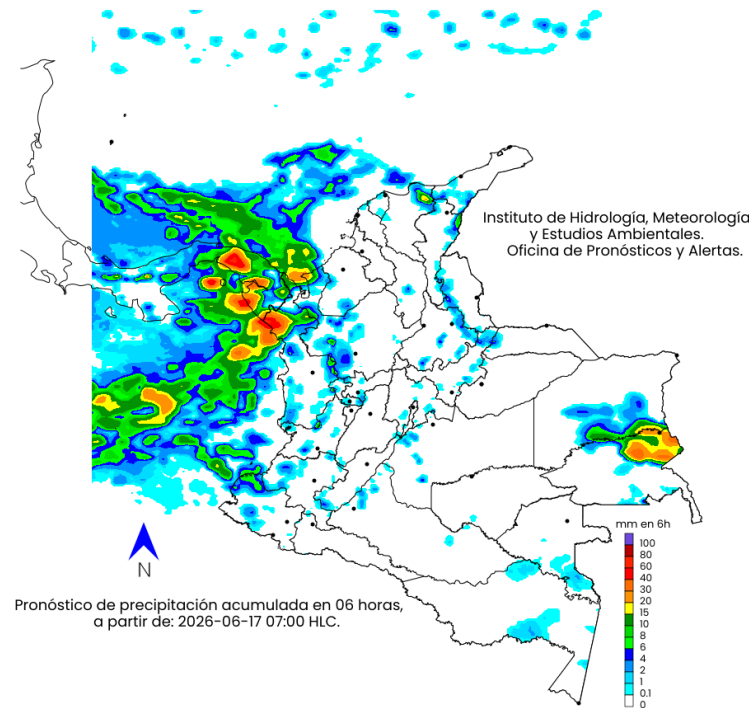 Instituto de Hidrología, Meteorología
y Estudios Ambientales.
Oficina de Pronósticos y Alertas.
N
Pronóstico de precipitación acumulada en 06 horas,
a partir de: 2026-06-17 07:00 HLC.
mm en 6h
100
80
60
40
30
20
15
10
8
6
4
2
1
0.1
0